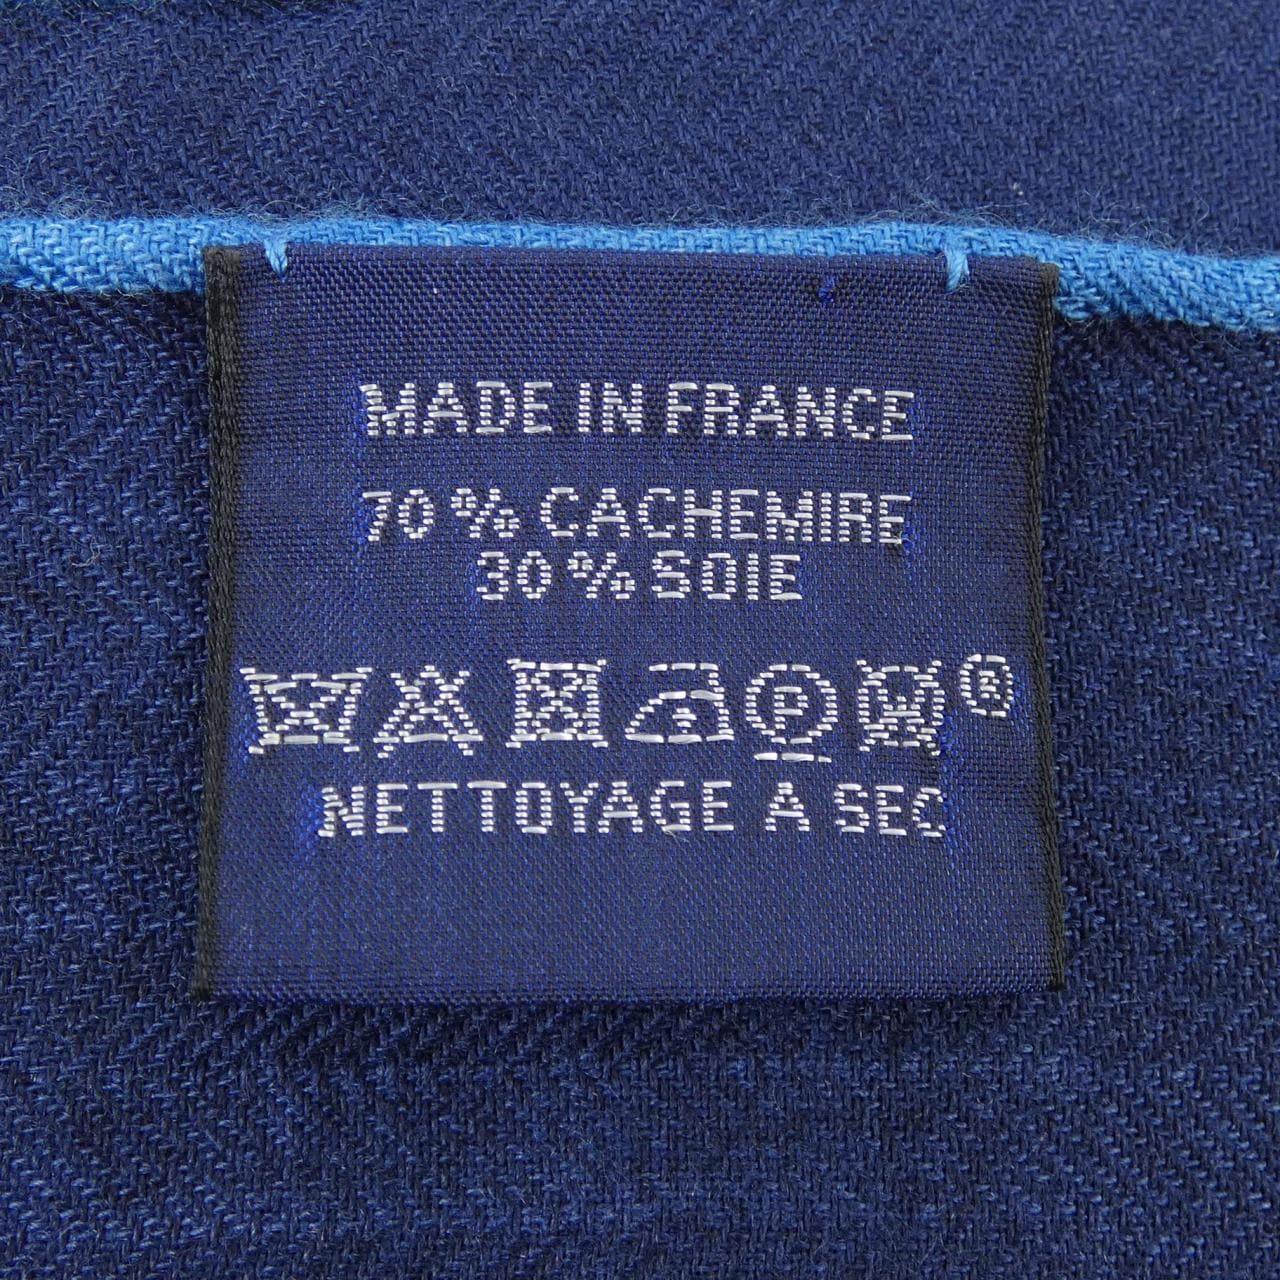 MADE IN FRANCE
70 % CACHEMIRE
30 % SOIE
P ®
NETTOYAGE A SEC